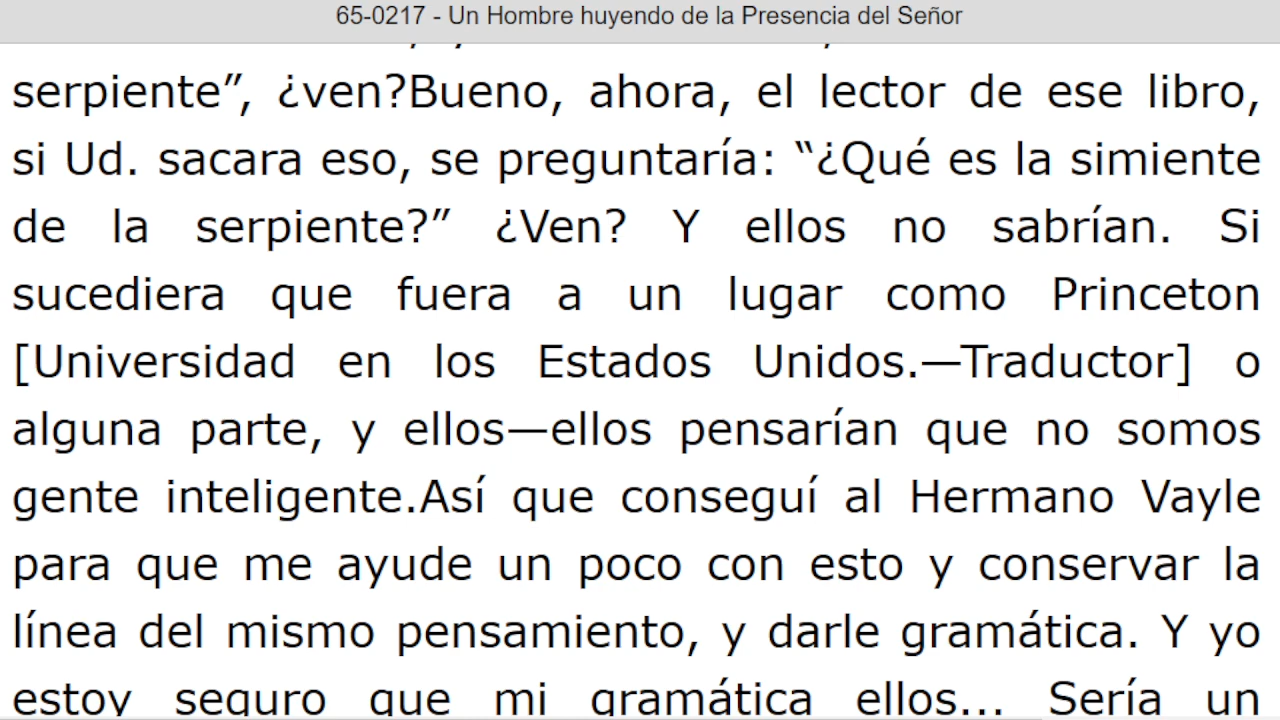 65-0217 - Un Hombre huyendo de la Presencia del Señor
serpiente”, ¿ven?Bueno, ahora, el lector de ese libro,
si Ud. sacara eso, se preguntaría: “¿Qué es la simiente
de la serpiente?” ¿Ven? Y ellos no sabrían. Si
sucediera que fuera a un lugar como Princeton
[Universidad en los Estados Unidos.—Traductor] o
alguna parte, y ellos—ellos pensarían que no somos
gente inteligente.Así que conseguí al Hermano Vayle
para que me ayude un poco con esto y conservar la
línea del mismo pensamiento, y darle gramática. Y yo
estoy seguro que mi gramática ellos... Sería un